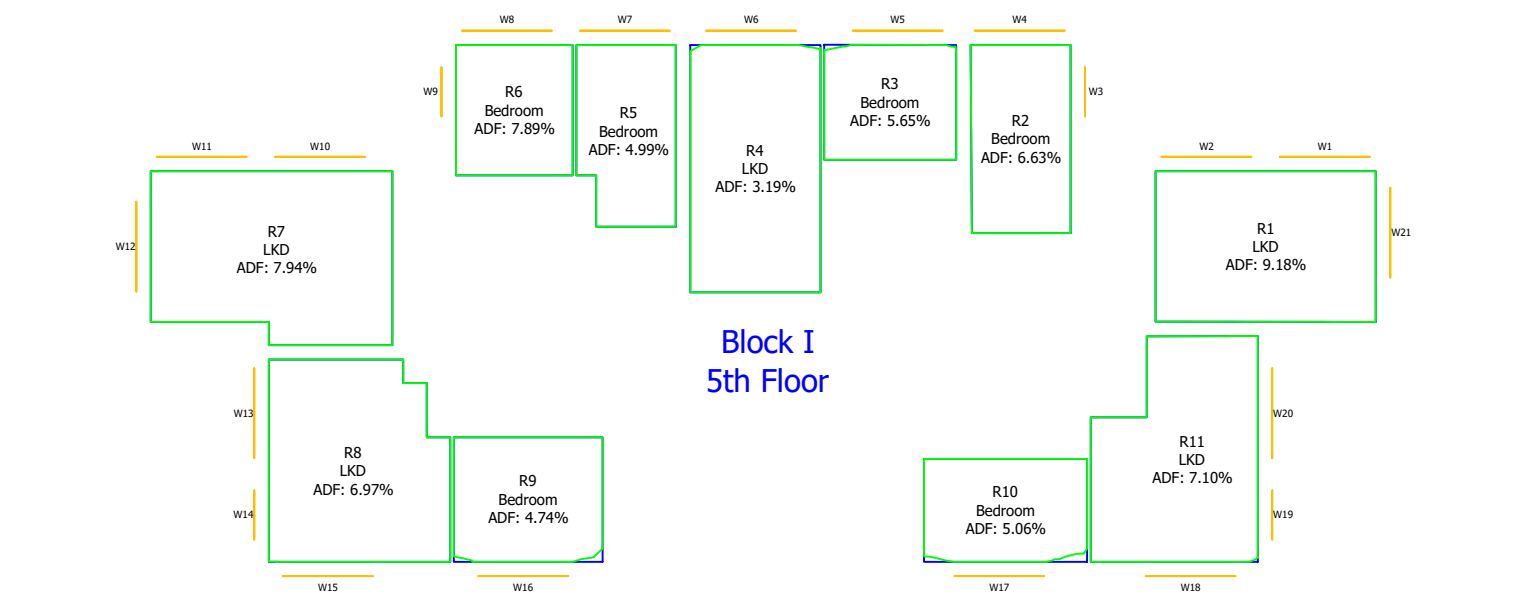 W8
W7
W6
W5
W4
W9
R6
Bedroom
ADF: 7.89%
R5
Bedroom
ADF: 4.99%
R4
LKD
ADF: 3.19%
R3
Bedroom
ADF: 5.65%
R2
Bedroom
ADF: 6.63%
W3
W11
W10
W2
W1
W12
R7
LKD
ADF: 7.94%
R1
LKD
ADF: 9.18%
W21
Block I
5th Floor
W13
R8
LKD
ADF: 6.97%
W14
R9
Bedroom
ADF: 4.74%
R10
Bedroom
ADF: 5.06%
R11
LKD
ADF: 7.10%
W20
W19
W15
W16
W17
W18